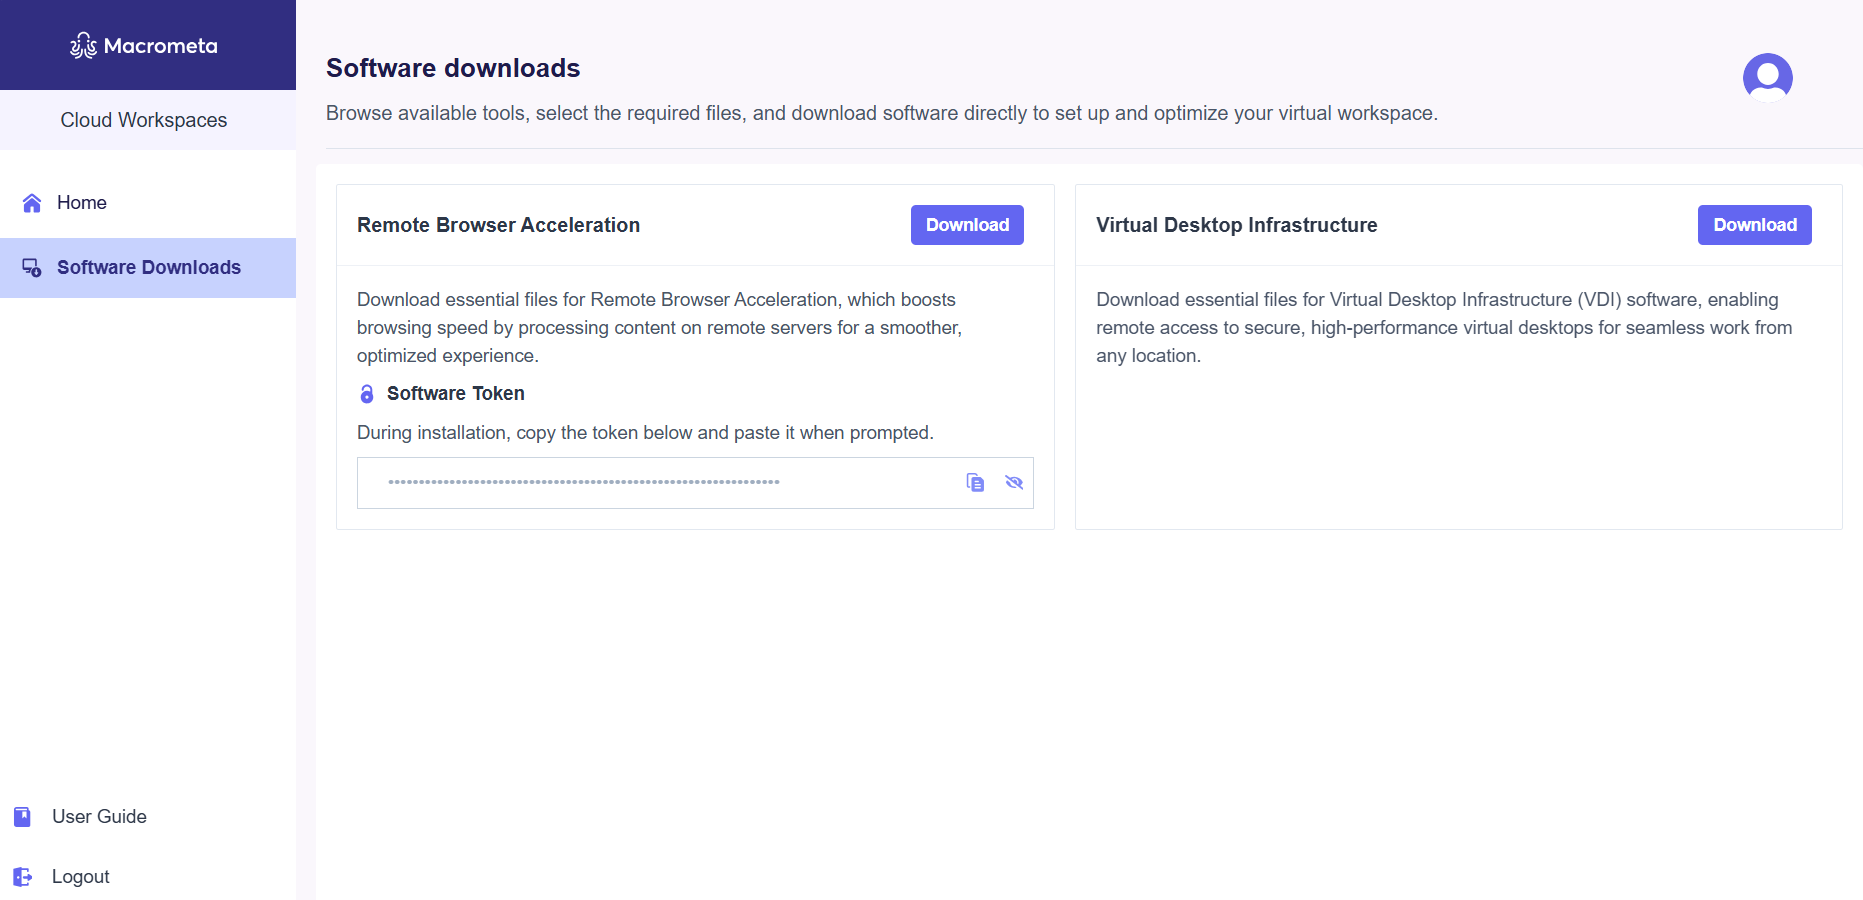 Macrometa
Cloud Workspaces
Home
Software Downloads
User Guide
Logout
Software downloads
Browse available tools, select the required files, and download software directly to set up and optimize your virtual workspace.
Remote Browser Acceleration
Download
Download essential files for Remote Browser Acceleration, which boosts
browsing speed by processing content on remote servers for a smoother,
optimized experience.
Software Token
During installation, copy the token below and paste it when prompted.
Virtual Desktop Infrastructure
Download
Download essential files for Virtual Desktop Infrastructure (VDI) software, enabling
remote access to secure, high-performance virtual desktops for seamless work from
any location.